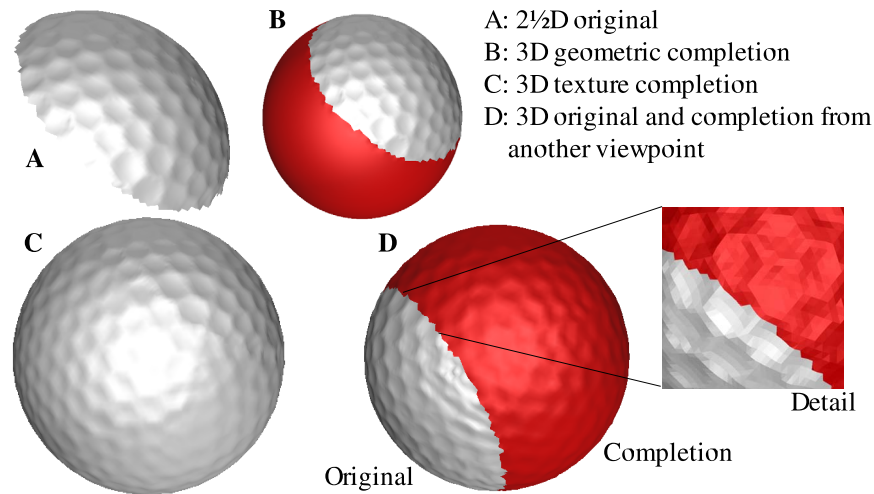 A
B
A: 2½D original
B: 3D geometric completion
C: 3D texture completion
D: 3D original and completion from
another viewpoint
C
D
Detail
Completion
Original